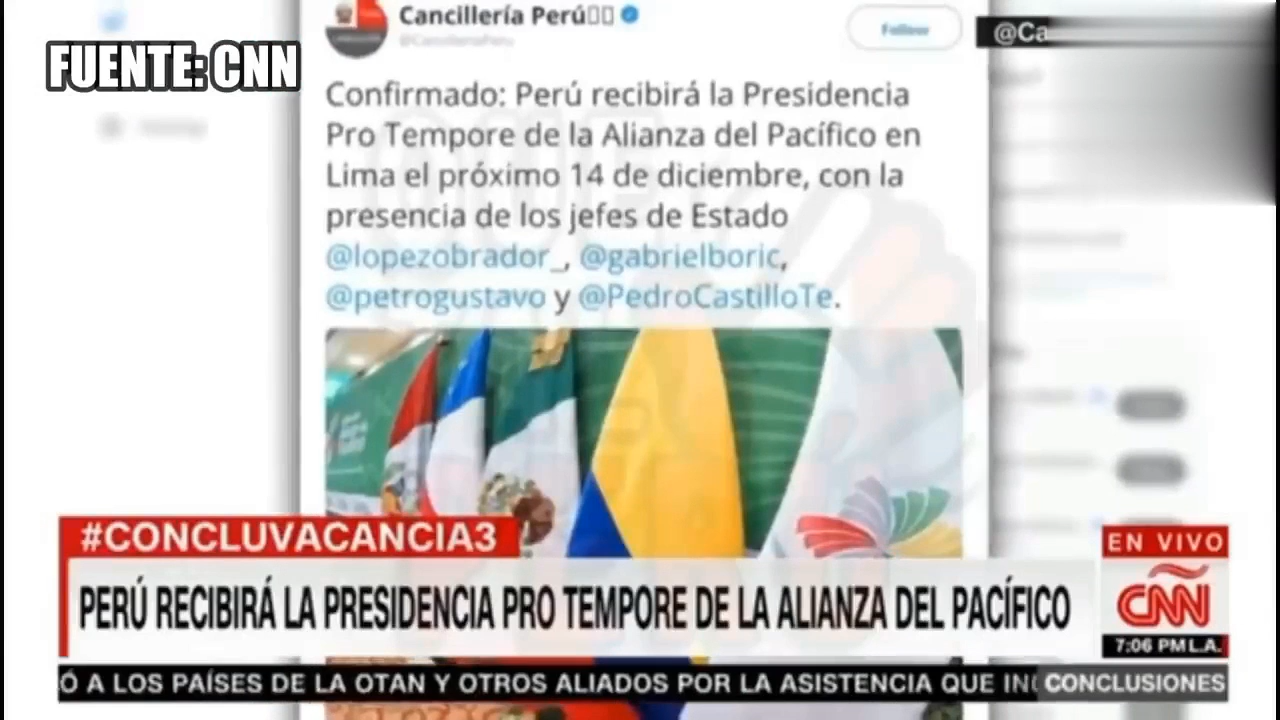 FUENTE: CNN
Cancillería Perú
Follow
@Ca
Confirmado: Perú recibirá la Presidencia
Pro Tempore de la Alianza del Pacífico en
Lima el próximo 14 de diciembre, con la
presencia de los jefes de Estado
@lopezobrador_, @gabrielboric,
@petrogustavo y @PedroCastilloTe.
#CONCLUVACANCIA3
PERÚ RECIBIRÁ LA PRESIDENCIA PRO TEMPORE DE LA ALIANZA DEL PACÍFICO
EN VIVO
CÑN
7:06 PM L.A.
Ó A LOS PAÍSES DE LA OTAN Y OTROS ALIADOS POR LA ASISTENCIA QUE IN
CONCLUSIONES